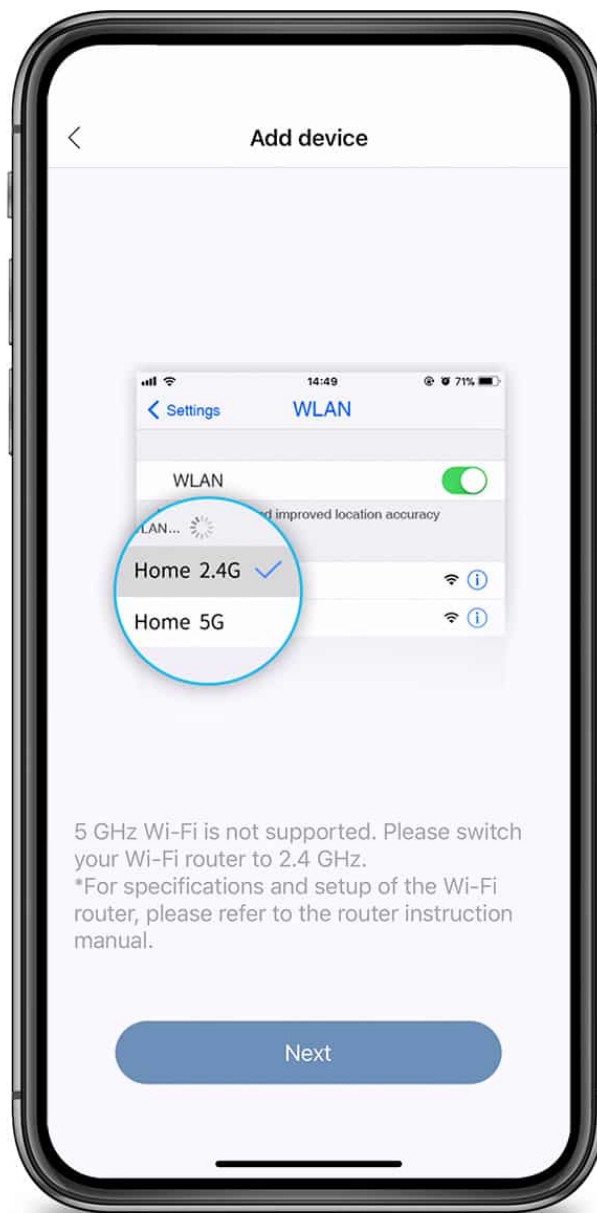 Add device
14:49
71%
Settings WLAN
WLAN
d improved location accuracy
LAN...
Home 2.4G
Home 5G
5 GHz Wi-Fi is not supported. Please switch
your Wi-Fi router to 2.4 GHz.
*For specifications and setup of the Wi-Fi
router, please refer to the router instruction
manual.
Next